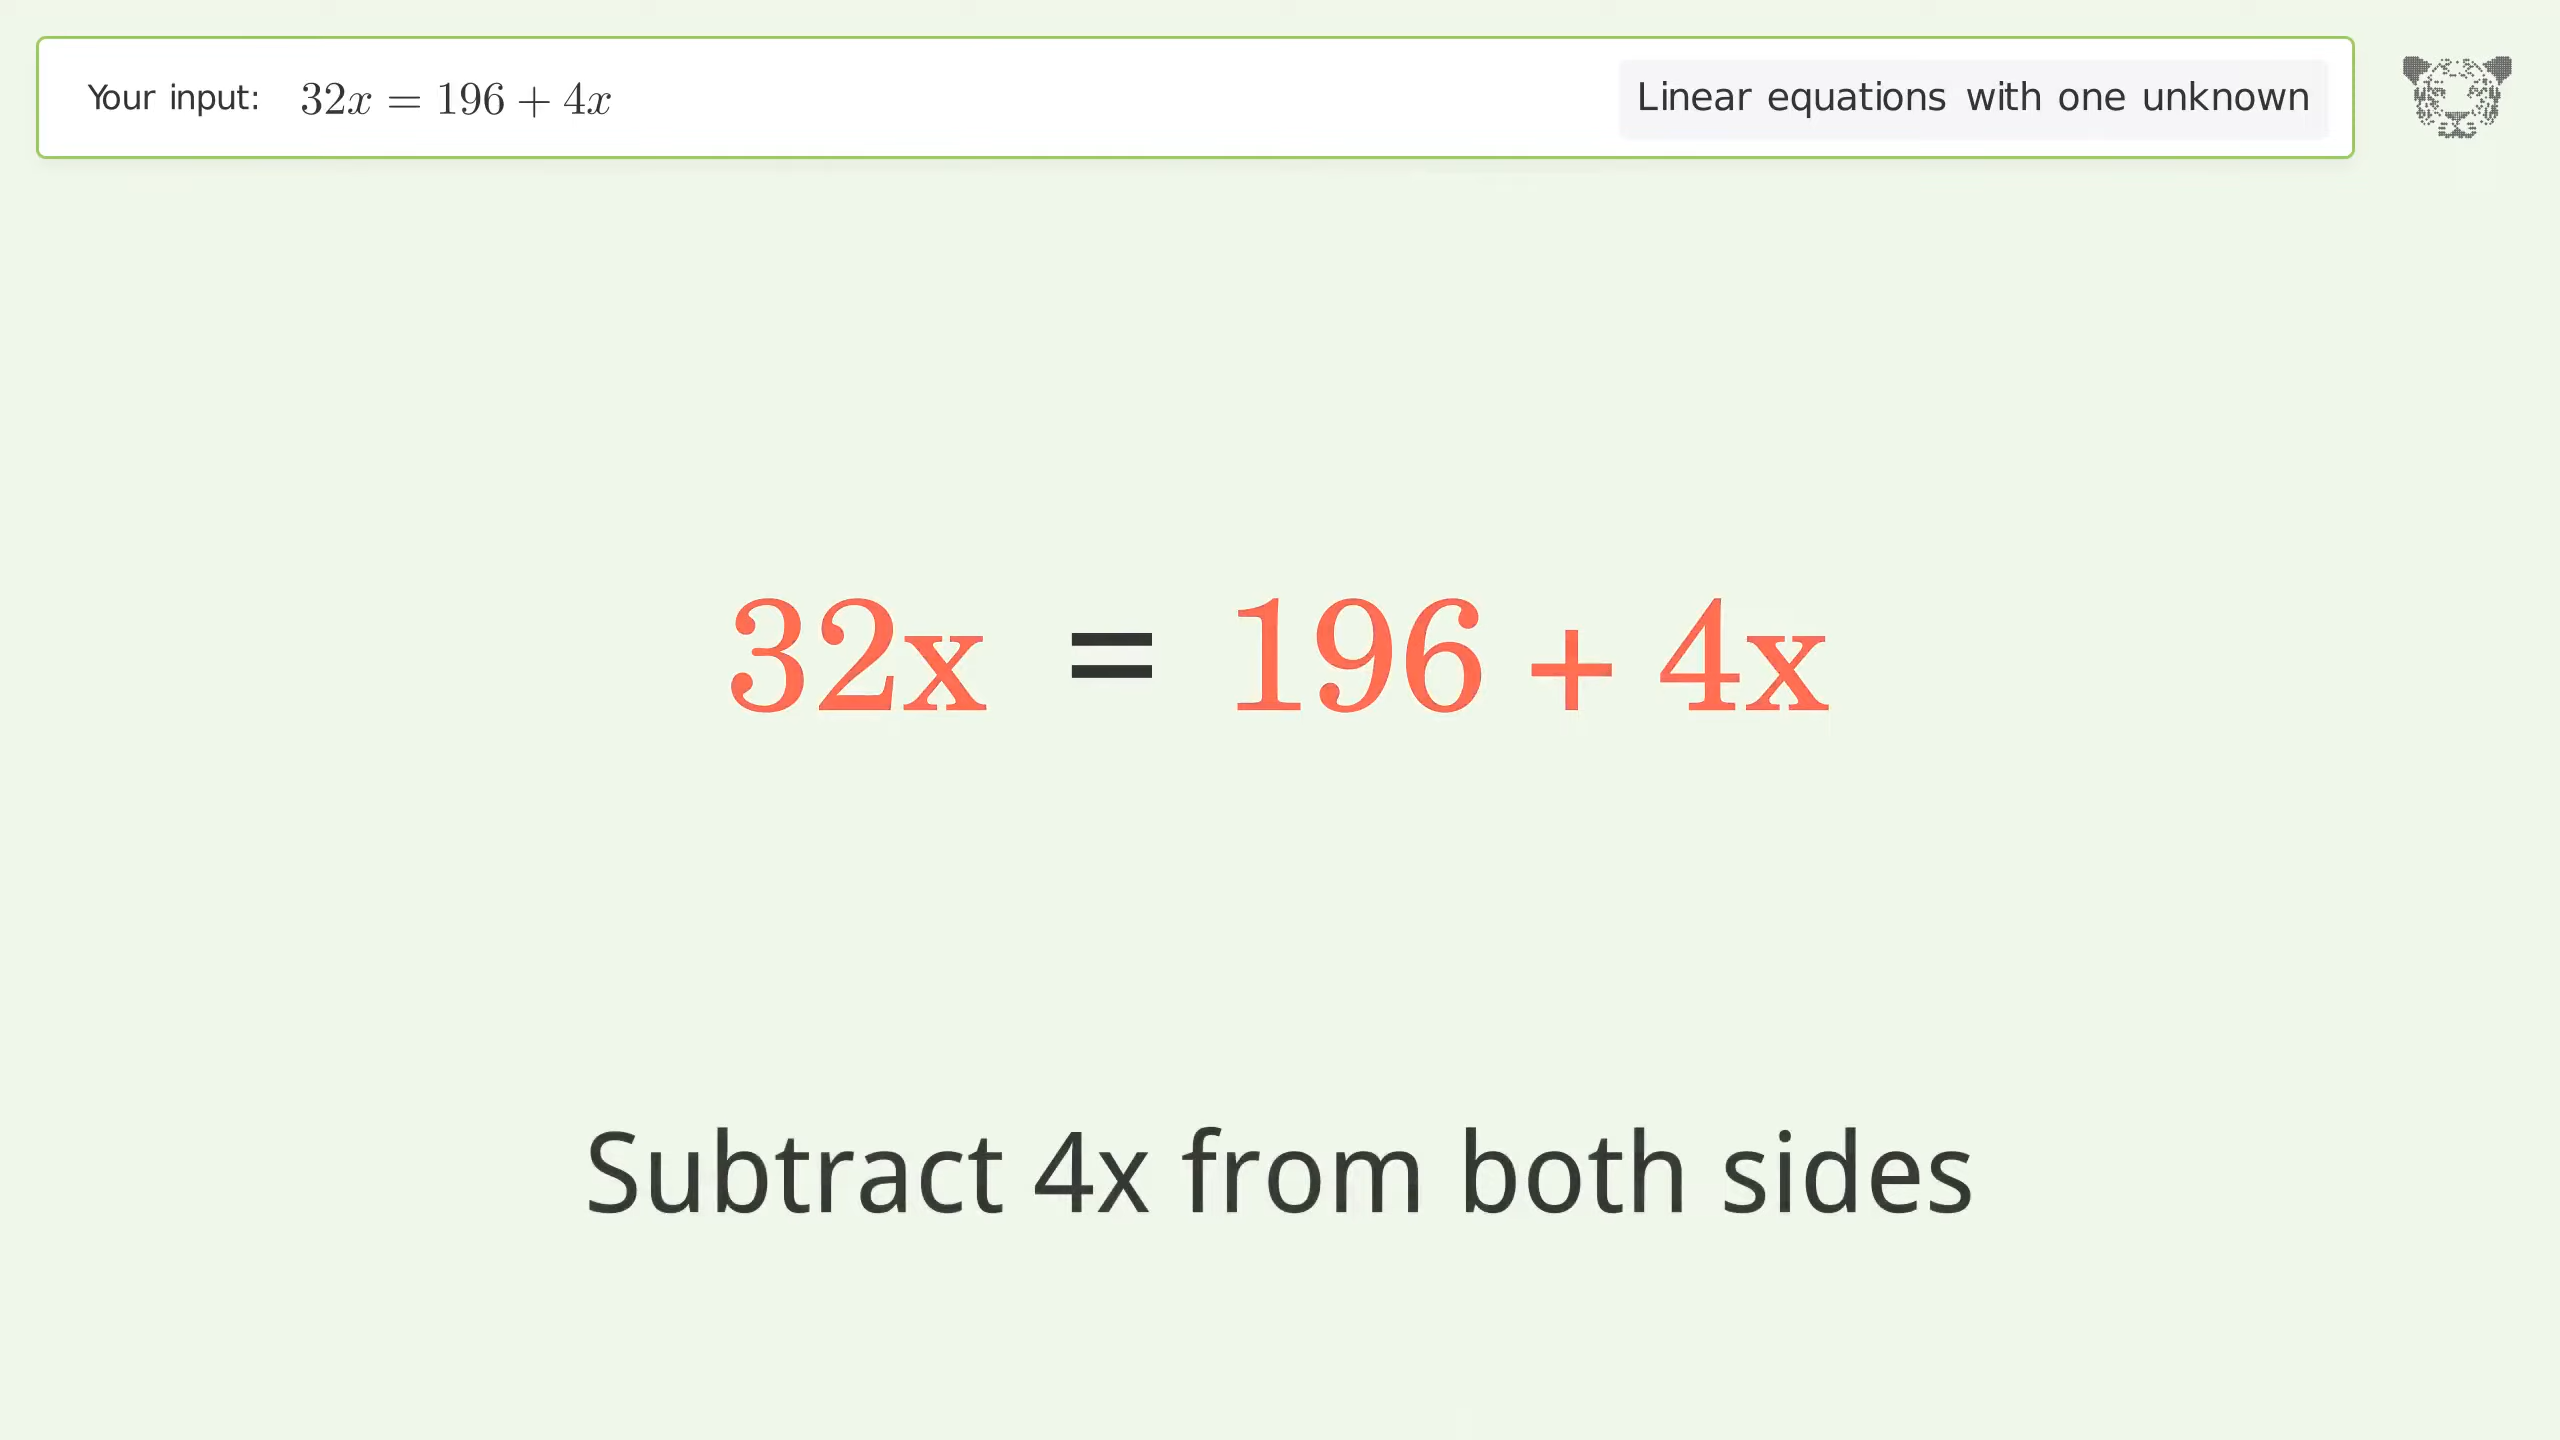 Your input: 32x = 196 + 4x
Linear equations with one unknown
32x = 196 + 4x
Subtract 4x from both sides